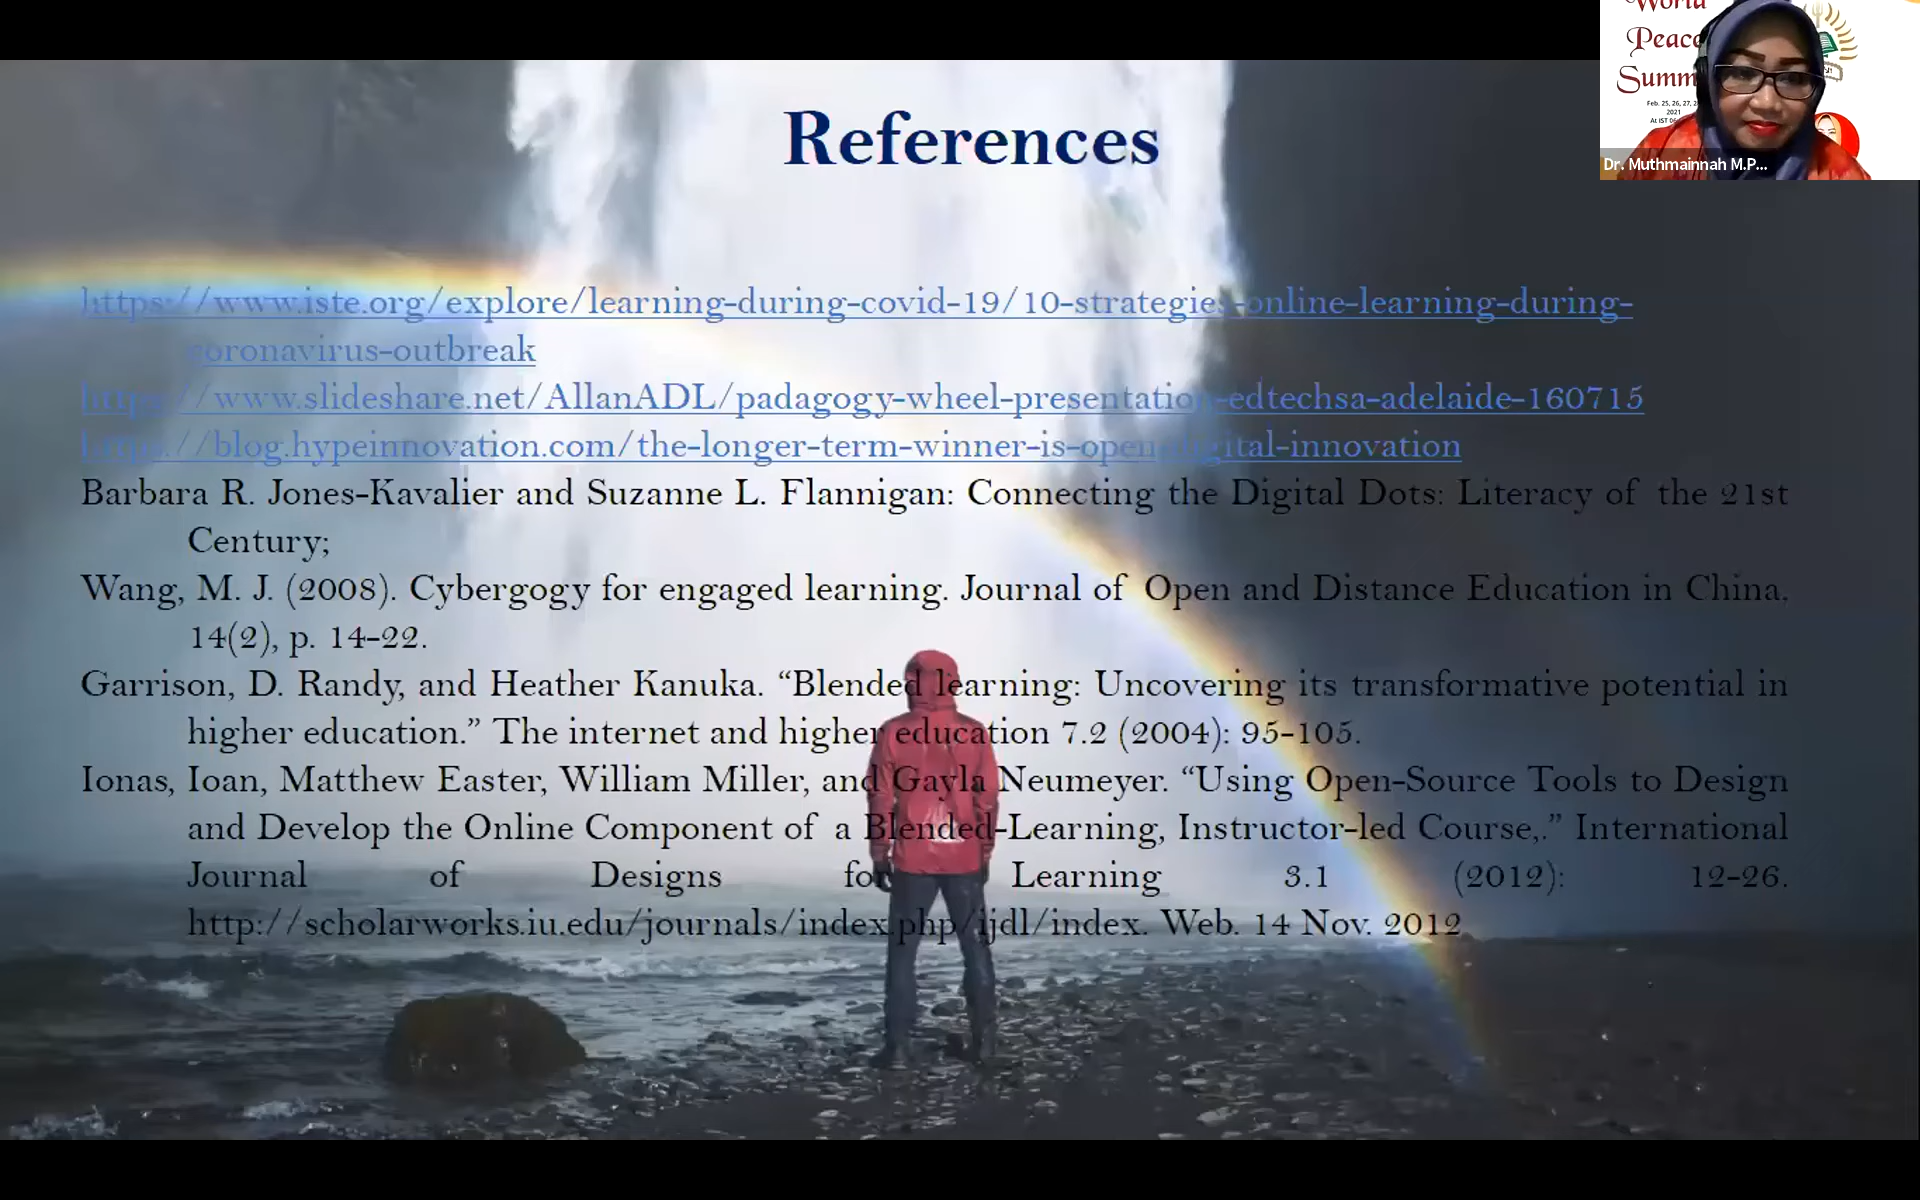 References
https://www.iste.org/explore/learning-during-covid-19/10-strategies-online-learning-during-
coronavirus-outbreak
https://www.slideshare.net/AllanADL/padagogy-wheel-presentation-edtechsa-adelaide-160715
https://blog.hypeinnovation.com/the-longer-term-winner-is-open-digital-innovation
Barbara R. Jones-Kavalier and Suzanne L. Flannigan: Connecting the Digital Dots: Literacy of the 21st
Century;
Wang, M. J. (2008). Cybergogy for engaged learning. Journal of Open and Distance Education in China.
14(2), p. 14-22.
Garrison, D. Randy, and Heather Kanuka. “Blended learning: Uncovering its transformative potential in
higher education.” The internet and higher education 7.2 (2004): 95-105.
Ionas, Ioan, Matthew Easter, William Miller, and Gayla Neumeyer. “Using Open-Source Tools to Design
and Develop the Online Component of a Blended-Learning, Instructor-led Course,.” International
Journal of Designs for Learning 3.1 (2012): 12-26.
http://scholarworks.iu.edu/journals/index.php/ijdl/index. Web. 14 Nov. 2012
World
Peace
Summ
Feb. 25, 26, 27, 2
2021
At IST
Dr. Muthmainnah M.P...